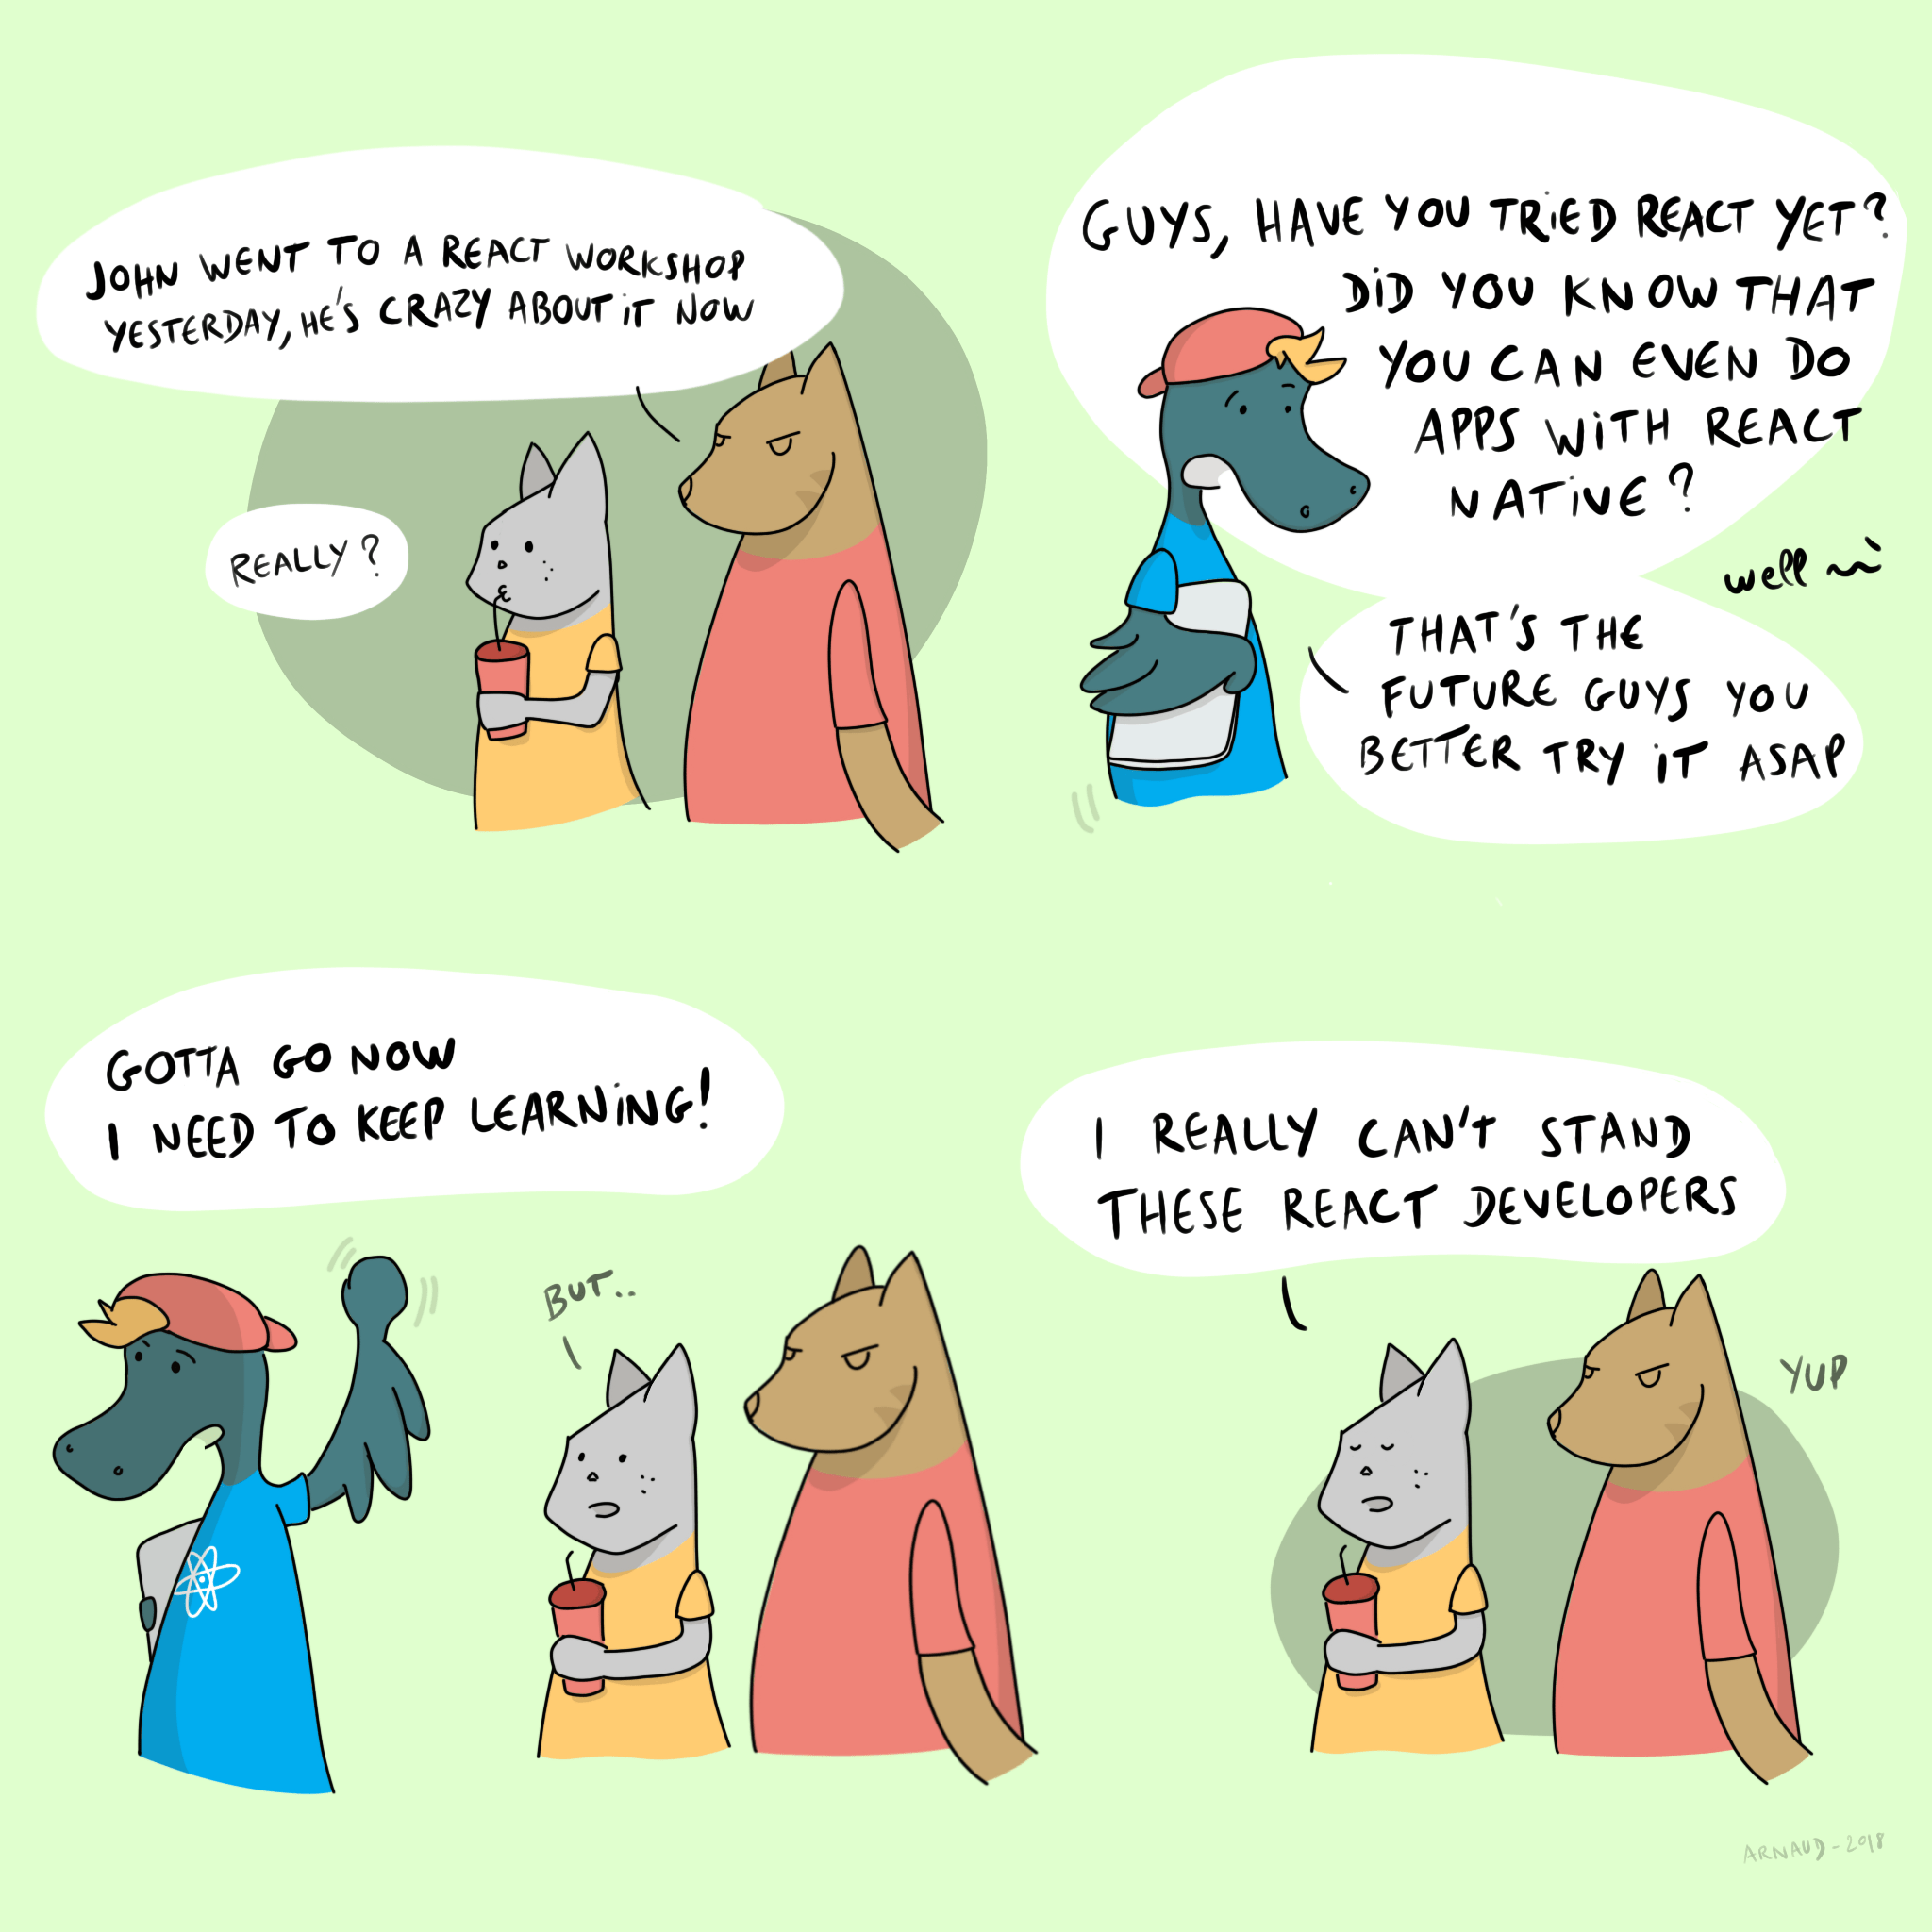 JOHN WENT TO A REACT WORKSHOP
YESTERDAY, HE'S CRAZY ABOUT IT NOW
REALLY?
GUYS, HAVE YOU TRIED REACT YET?
DID YOU KNOW THAT
YOU CAN EVEN DO
APPS WITH REACT
NATIVE?
well
THAT'S THE
FUTURE GUYS YOU
BETTER TRY IT ASAP
GOTTA GO NOW
I NEED TO KEEP LEARNING!
BUT..
I REALLY CAN'T STAND
THESE REACT DEVELOPERS
YUP
ARNAUD - 2018